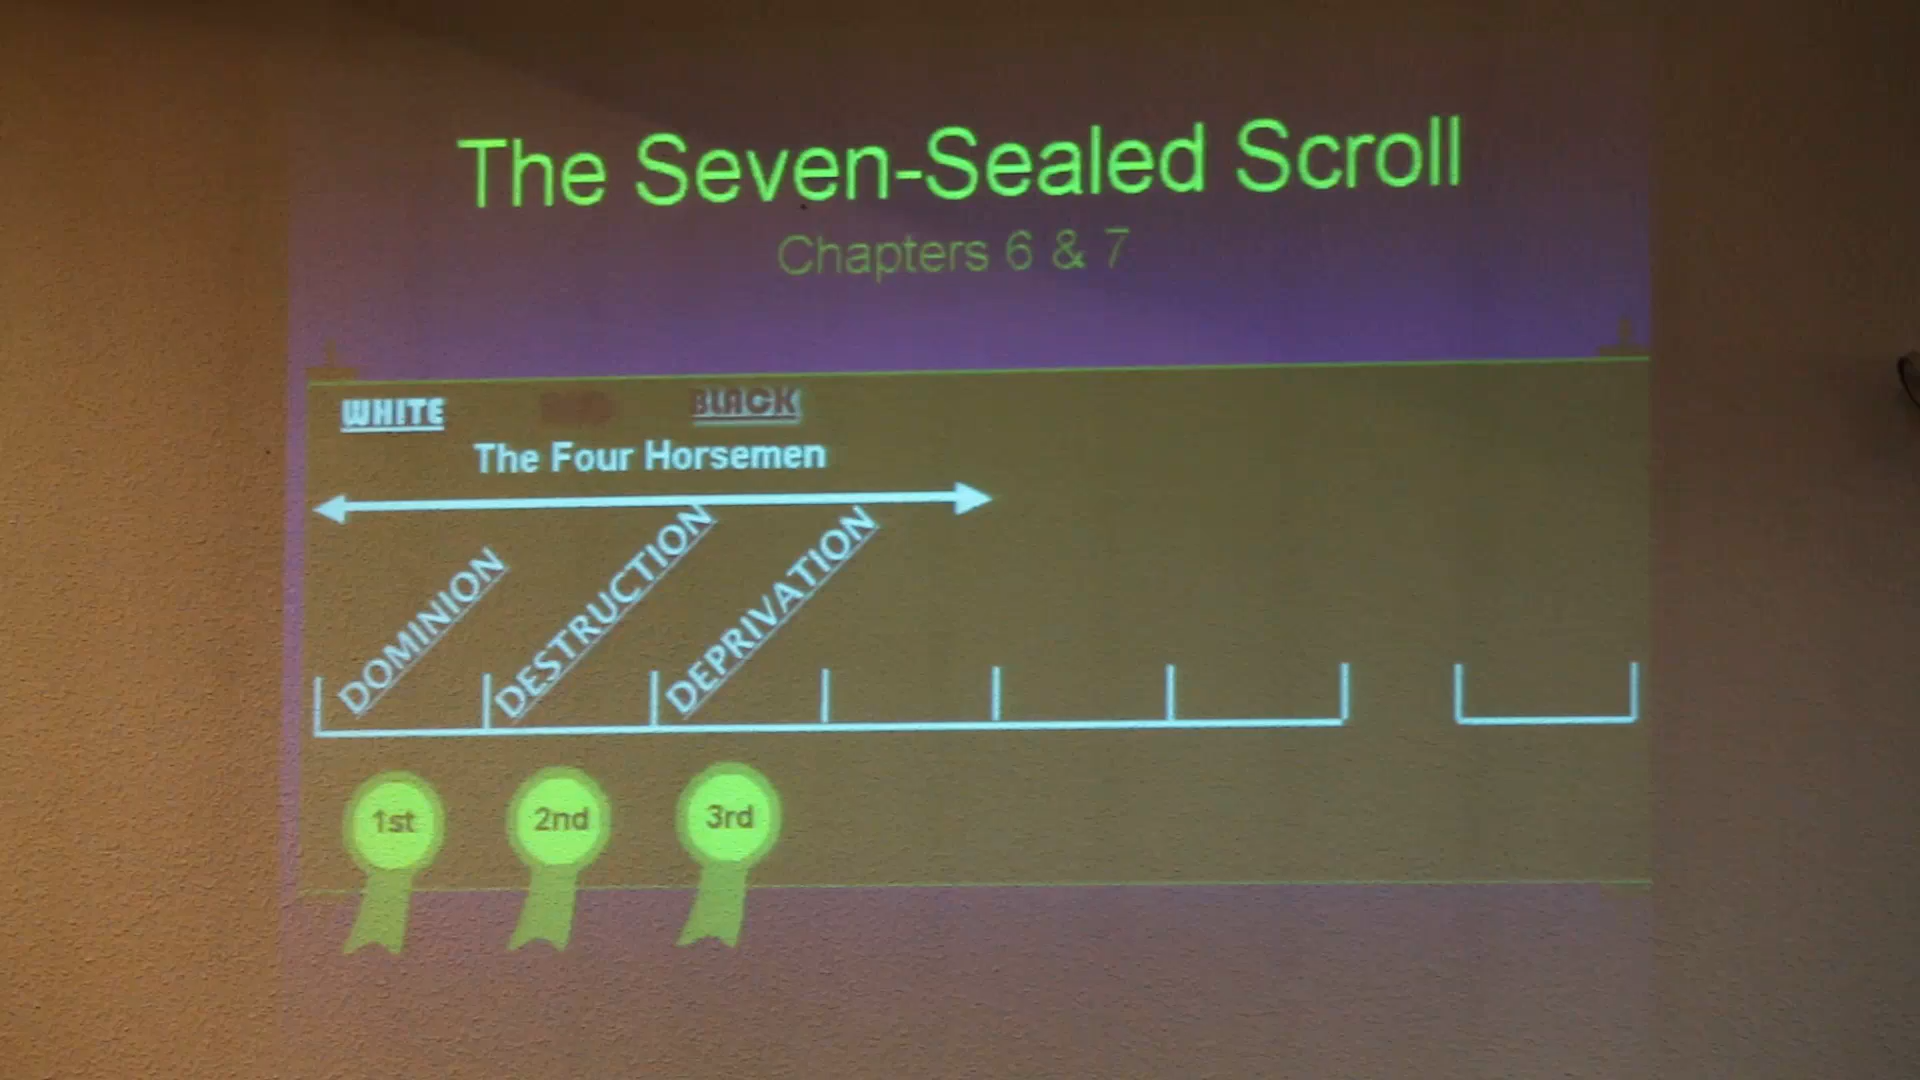 The Seven-Sealed Scroll
Chapters 6 & 7
WHITE BLACK
The Four Horsemen
DOMINION
DESTRUCTION
DEPRIVATION
1st 2nd 3rd